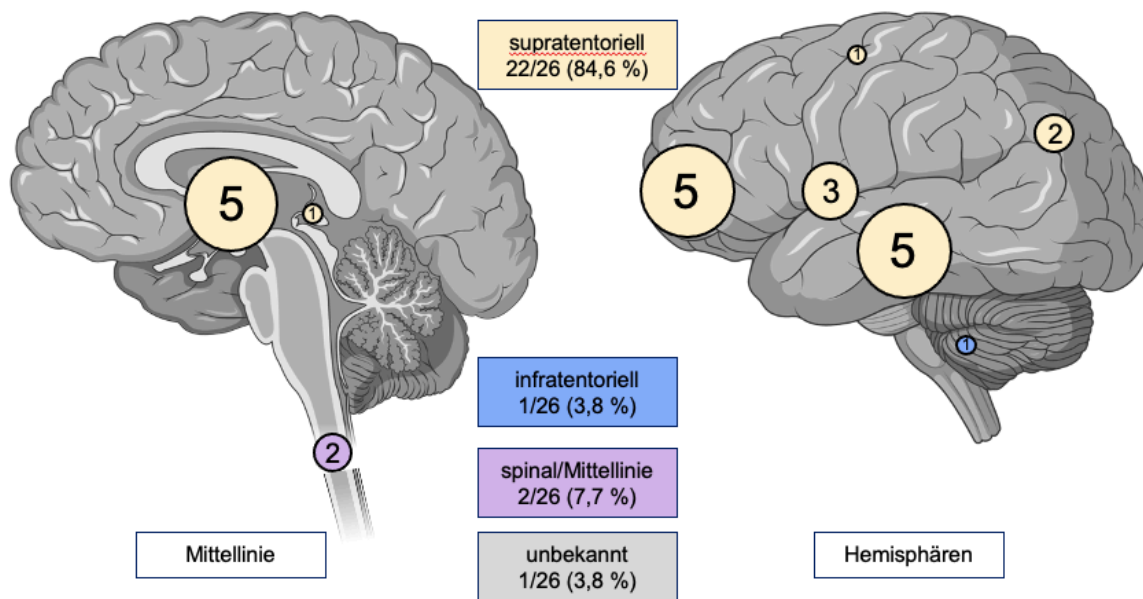 supratentoriell
22/26 (84,6 %)
1
2
5
1
5
3
5
1
infratentoriell
1/26 (3,8 %)
2
spinal/Mittellinie
2/26 (7,7 %)
Mittellinie
unbekannt
1/26 (3,8 %)
Hemisphären